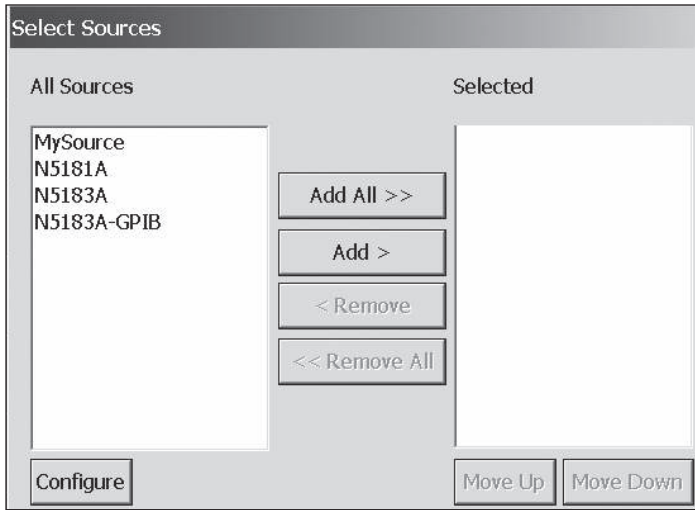 Select Sources
All Sources
Selected
MySource
N5181A
N5183A
N5183A-GPIB
Add All >>
Add >
< Remove
<< Remove All
Configure
Move Up
Move Down